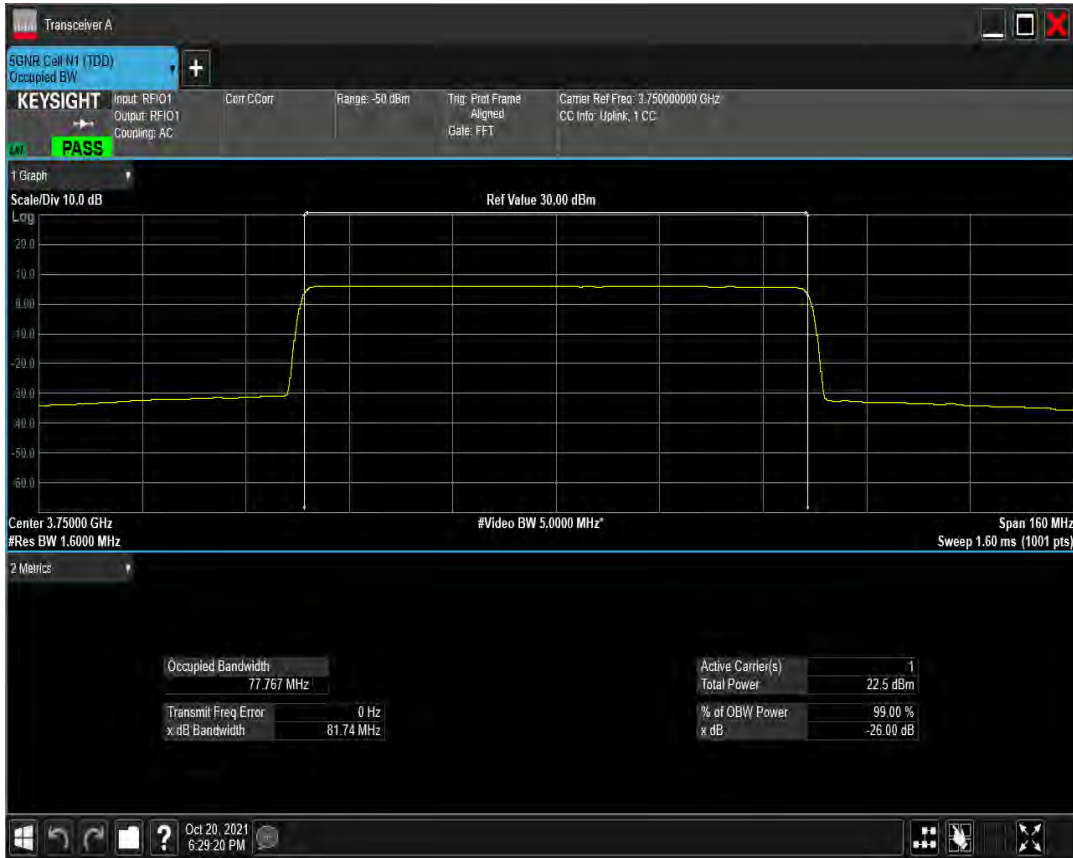 Transceiver A
5GNR Cell N1 (TDD)
Occupied BW
+
KEYSIGHT
Input: RFIO1
Output: RFIO1
Coupling: AC
Corr CCorr
Range: -50 dBm
Trig: Prot Frame
Aligned
Gate: FFT
Carrier Ref Freq: 3.750000000 GHz
CC Info: Uplink, 1 CC
PASS
1 Graph
Scale/Div 10.0 dB
Ref Value 30.00 dBm
Log
20.0
10.0
0.00
-10.0
-20.0
-30.0
-40.0
-50.0
-60.0
Center 3.75000 GHz
#Video BW 5.0000 MHz*
Span 160 MHz
#Res BW 1.6000 MHz
Sweep 1.60 ms (1001 pts)
2 Metrics
Occupied Bandwidth
77.767 MHz
Transmit Freq Error 0 Hz
x dB Bandwidth 81.74 MHz
Active Carrier(s) 1
Total Power 22.5 dBm
% of OBW Power 99.00 %
x dB -26.00 dB
?
Oct 20, 2021
6:29:20 PM